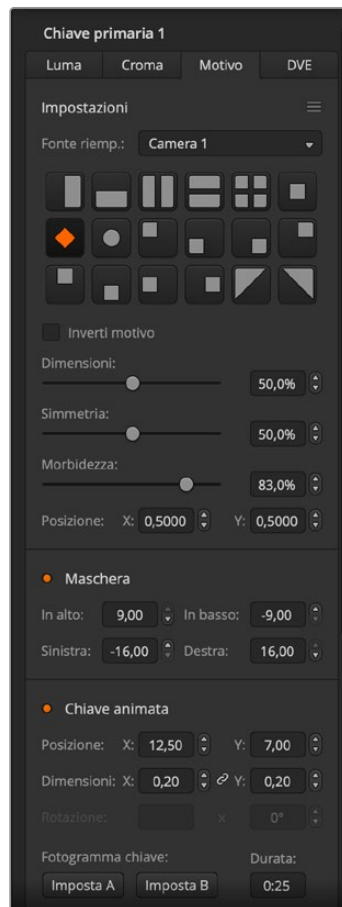 Chiave primaria 1
Luma Croma Motivo DVE
Impostazioni
Fonte riemp.: Camera 1
Inverti motivo
Dimensioni:
50,0%
Simmetria:
50,0%
Morbidezza:
83,0%
Posizione: X: 0,5000 Y: 0,5000
Maschera
In alto: 9,00 In basso: -9,00
Sinistra: -16,00 Destra: 16,00
Chiave animata
Posizione: X: 12,50 Y: 7,00
Dimensioni: X: 0,20 Y: 0,20
Rotazione: x 0°
Fotogramma chiave: Durata:
Imposta A Imposta B 0:25